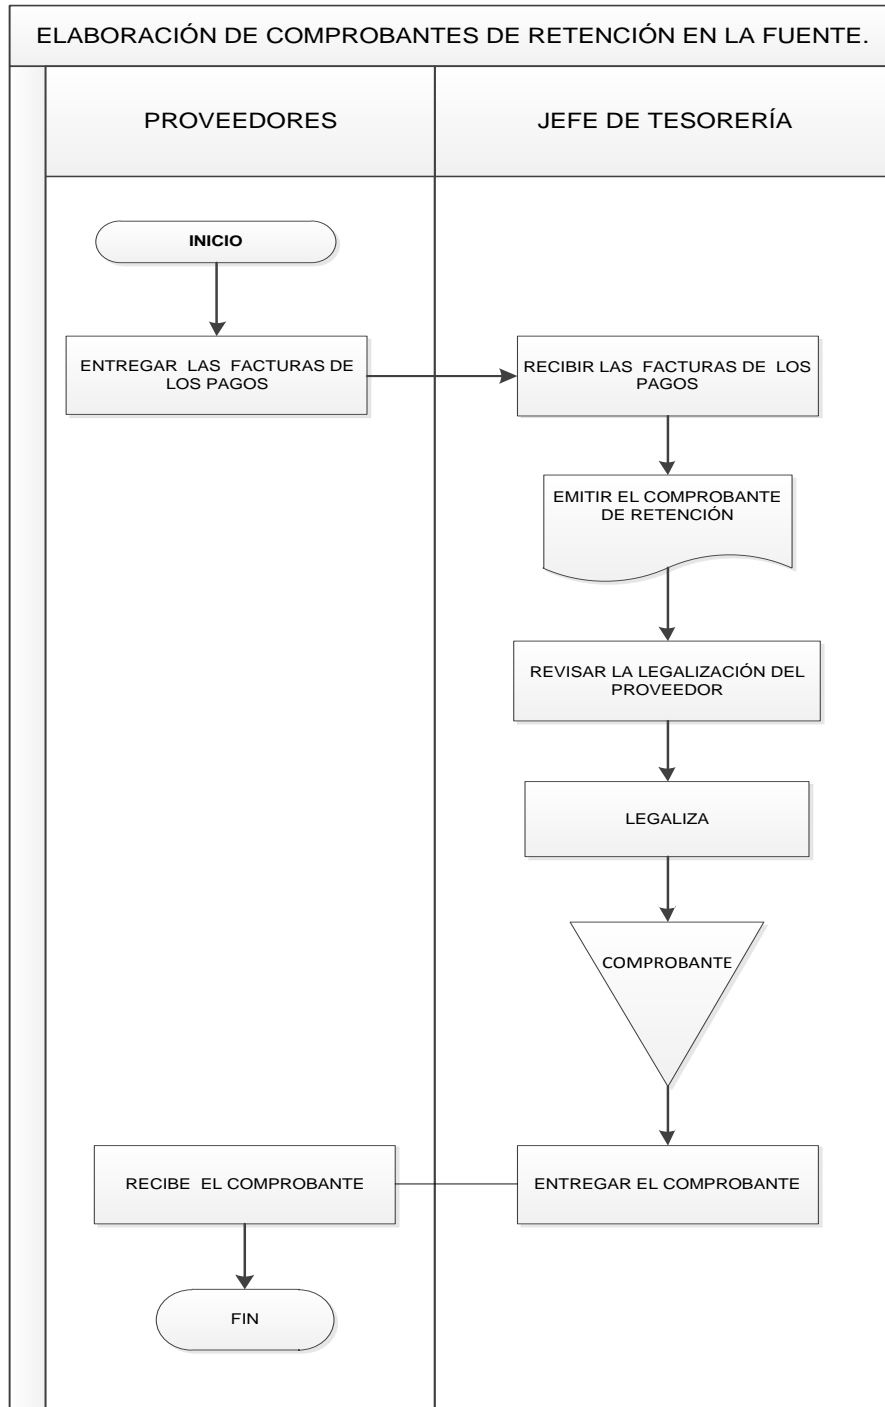 ELABORACIÓN DE COMPROBANTES DE RETENCIÓN EN LA FUENTE.
PROVEEDORES
JEFE DE TESORERÍA
INICIO
ENTREGAR LAS FACTURAS DE
LOS PAGOS
RECIBIR LAS FACTURAS DE LOS
PAGOS
EMITIR EL COMPROBANTE
DE RETENCIÓN
REVISAR LA LEGALIZACIÓN DEL
PROVEEDOR
LEGALIZA
COMPROBANTE
ENTREGAR EL COMPROBANTE
RECIBE EL COMPROBANTE
FIN